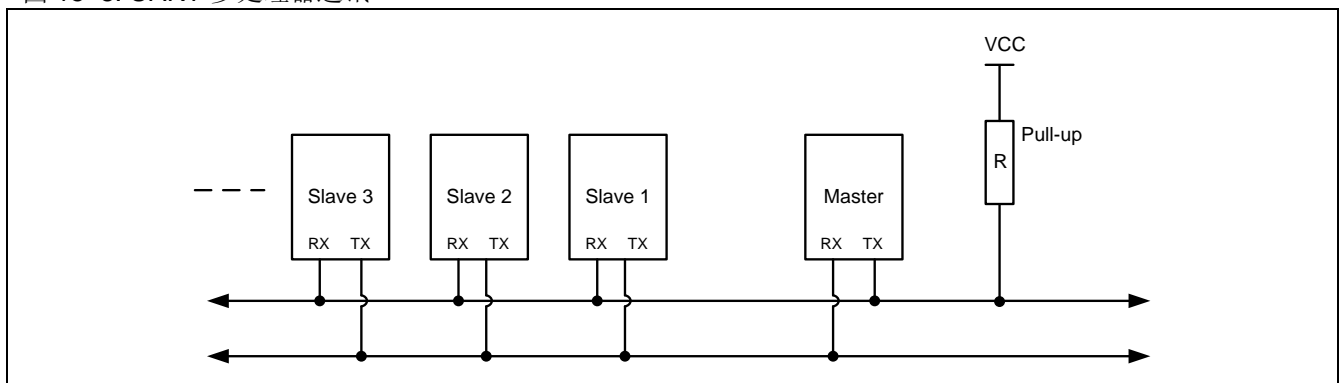 VCC
Pull-up
R
Slave 3
Slave 2
Slave 1
Master
RX TX
RX TX
RX TX
RX TX